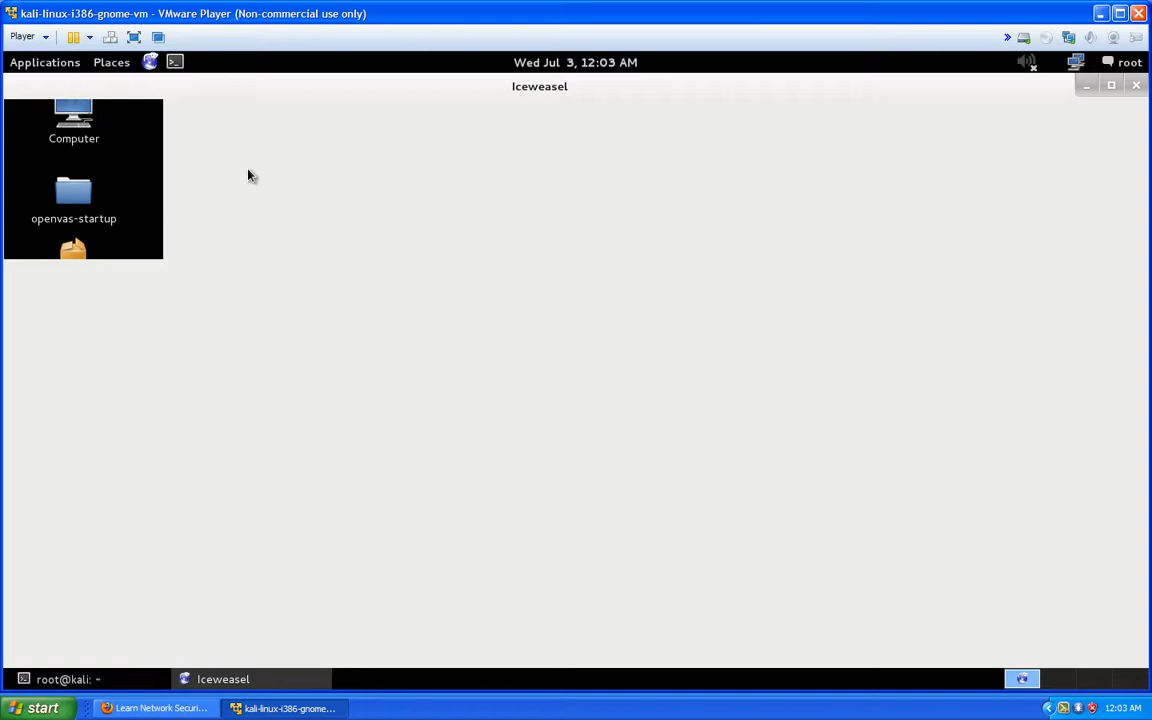 kali-linux-i386-gnome-vm - VMware Player (Non-commercial use only)
Player
Applications Places Wed Jul 3, 12:03 AM root
Iceweasel
Computer
openvas-startup
root@kali: ~ Iceweasel
start Learn Network Securi... kali-linux-i386-gnome... 12:03 AM